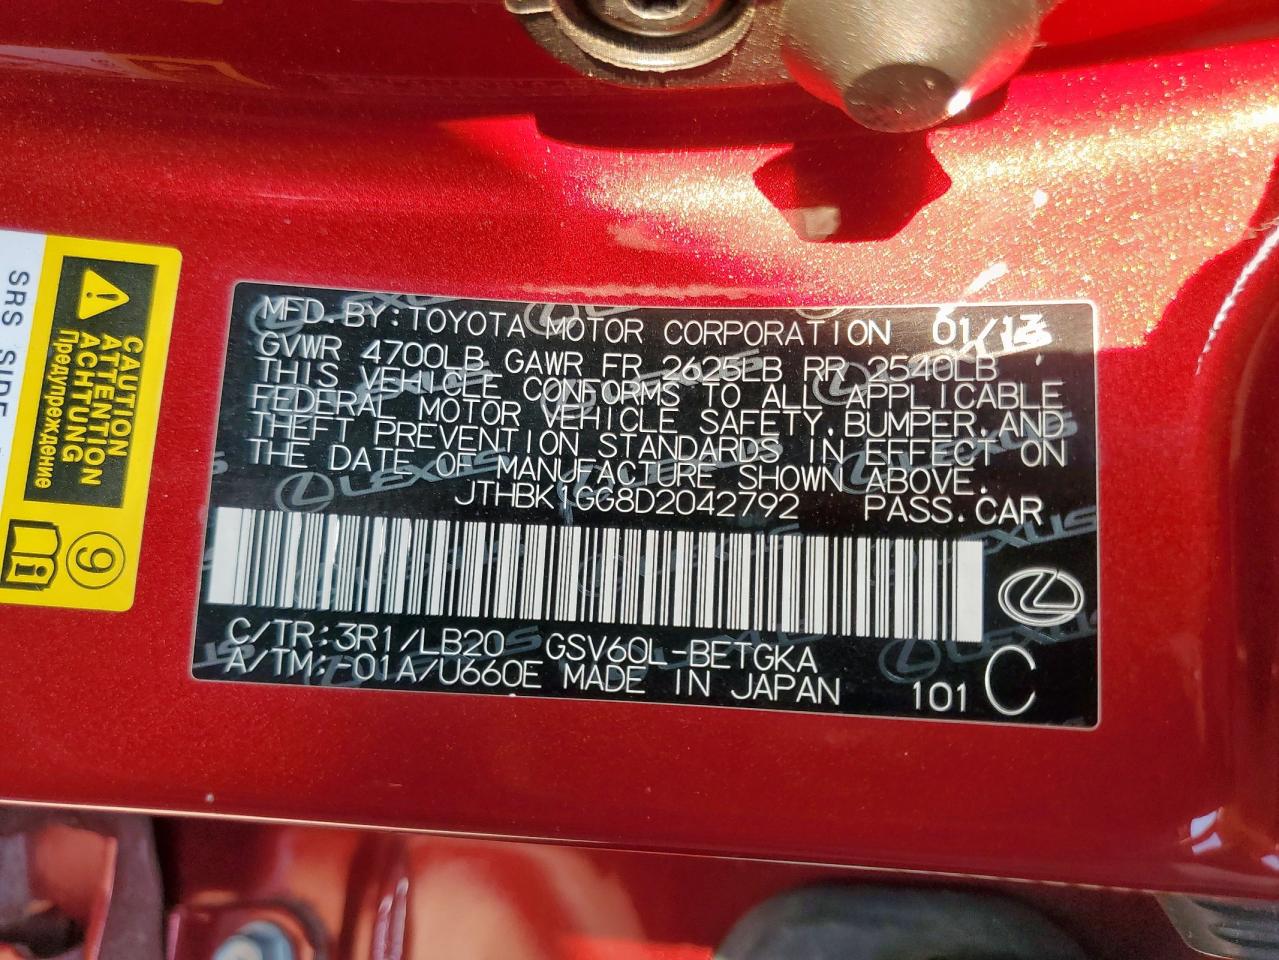 MFD. BY: TOYOTA MOTOR CORPORATION 01/13
GVWR 4700LB GAWR FR 2625LB RR 2540LB
THIS VEHICLE CONFORMS TO ALL APPLICABLE
FEDERAL MOTOR VEHICLE SAFETY, BUMPER, AND
THEFT PREVENTION STANDARDS IN EFFECT ON
THE DATE OF MANUFACTURE SHOWN ABOVE.
JTHBK1GG8D2042792 PASS.CAR
C/TR:3R1/LB20 GSV60L-BETGKA
A/TM:-01A/U660E MADE IN JAPAN 101 C
LEXUS
CAUTION
ATTENTION
ACHTUNG
Предупреждение
9
SRS SIDE